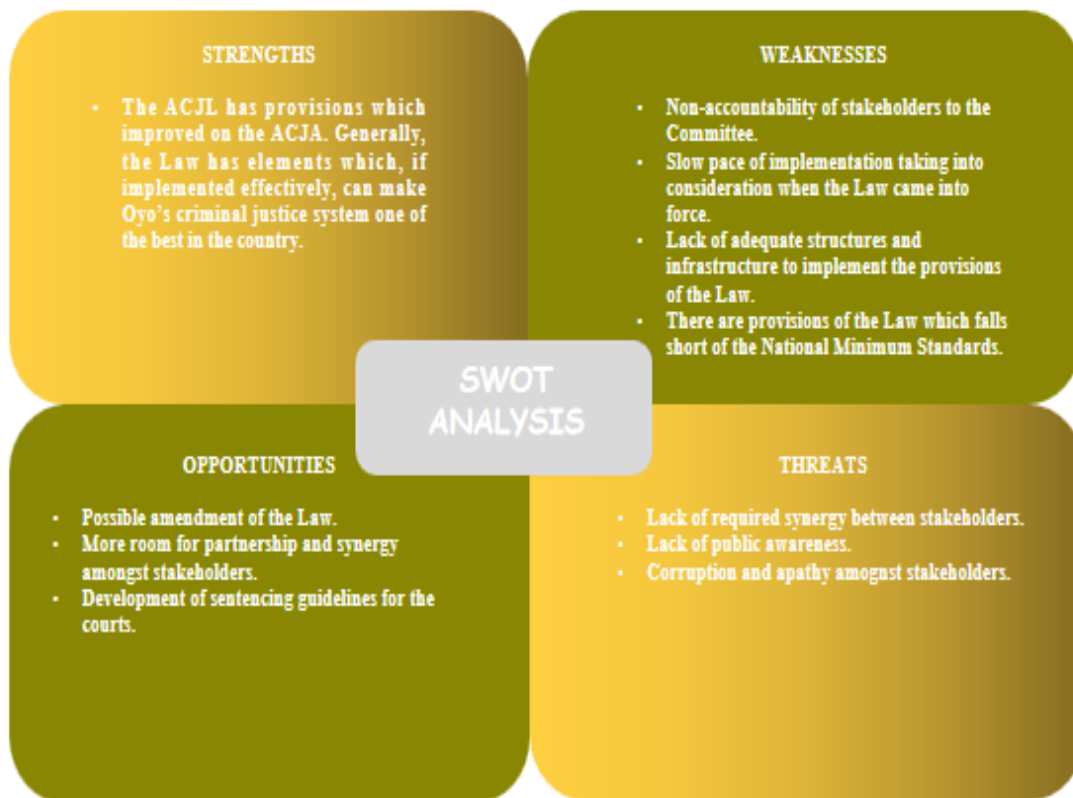 STRENGTHS
• The ACJL has provisions which
improved on the ACJA. Generally,
the Law has elements which, if
implemented effectively, can make
Oyo's criminal justice system one of
the best in the country.
WEAKNESSES
• Non-accountability of stakeholders to the
Committee.
• Slow pace of implementation taking into
consideration when the Law came into
force.
• Lack of adequate structures and
infrastructure to implement the provisions
of the Law.
• There are provisions of the Law which falls
short of the National Minimum Standards.
SWOT
ANALYSIS
OPPORTUNITIES
• Possible amendment of the Law.
• More room for partnership and synergy
amongst stakeholders.
• Development of sentencing guidelines for the
courts.
THREATS
• Lack of required synergy between stakeholders.
• Lack of public awareness.
• Corruption and apathy amognst stakeholders.